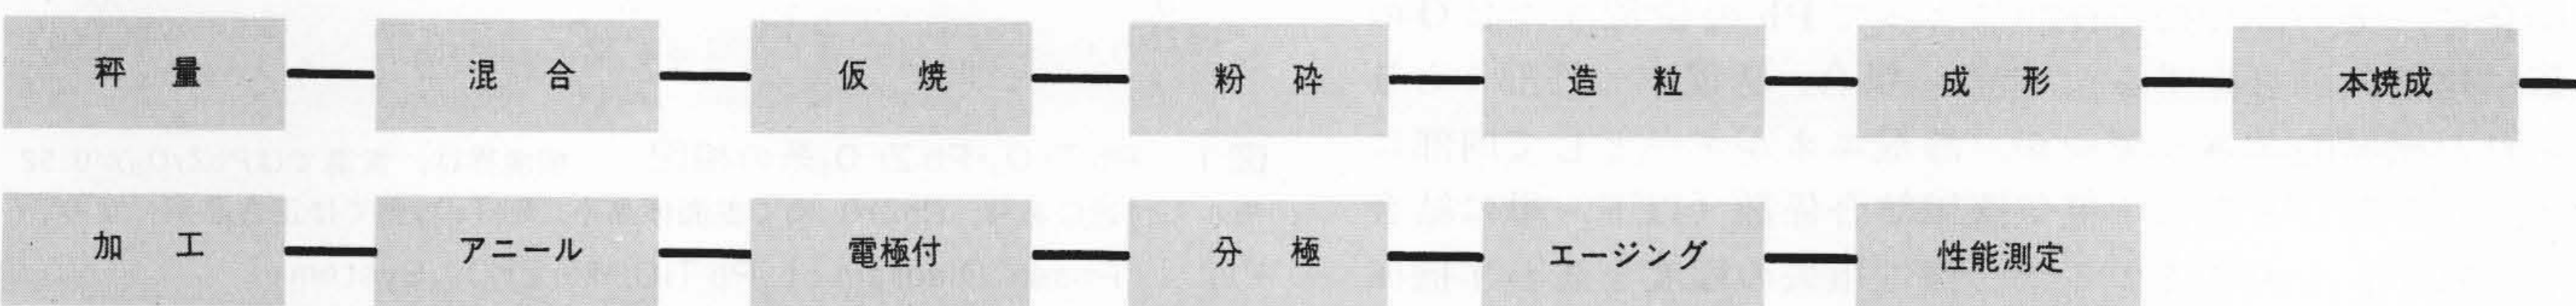 秤量 混合 仮焼 粉砕 造粒 成形 本焼成
加工 アニール 電極付 分極 エージング 性能測定